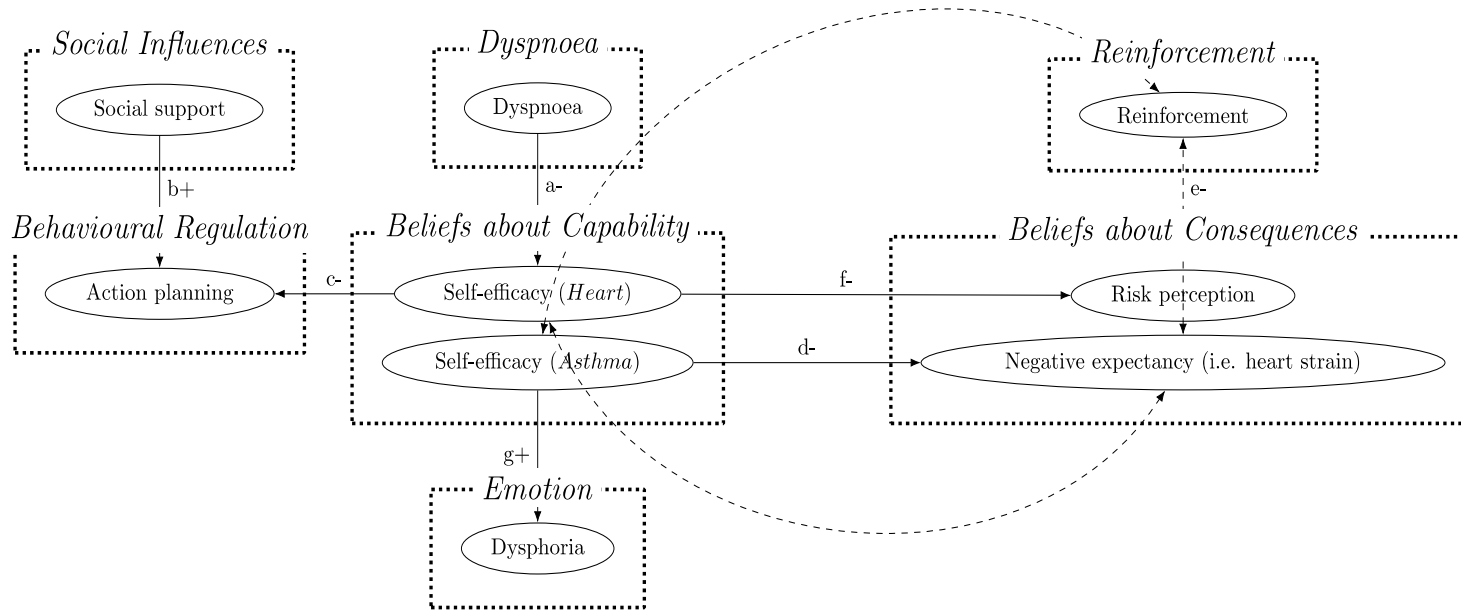 Social Influences
Dyspnoea
Reinforcement
Social support
Dyspnoea
Reinforcement
b+
a-
e-
Behavioural Regulation
Beliefs about Capability
Beliefs about Consequences
Action planning
c-
Self-efficacy (Heart)
f-
Risk perception
Self-efficacy (Asthma)
d-
Negative expectancy (i.e. heart strain)
g+
Emotion
Dysphoria